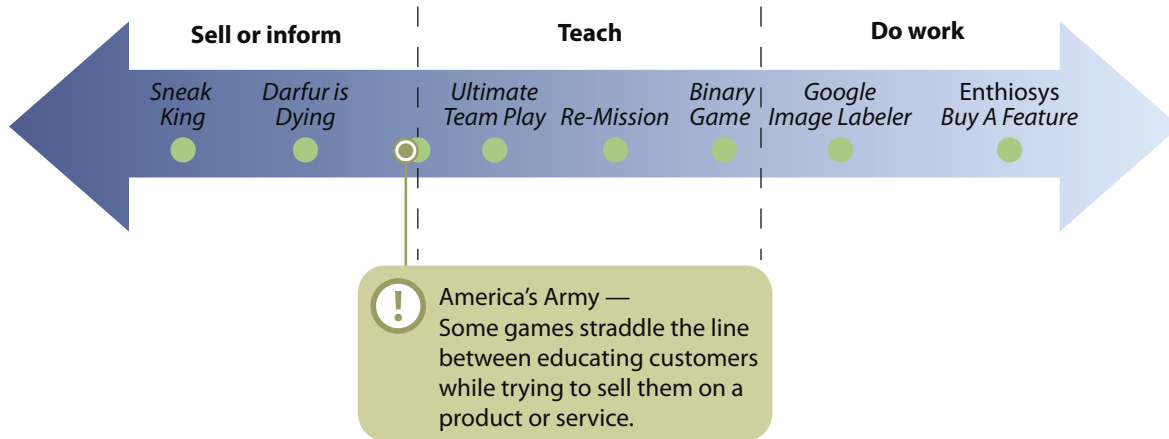 Sell or inform
Teach
Do work
Sneak
King
Darfur is
Dying
Ultimate
Team Play
Re-Mission
Binary
Game
Google
Image Labeler
Enthiosys
Buy A Feature
!
America's Army —
Some games straddle the line
between educating customers
while trying to sell them on a
product or service.